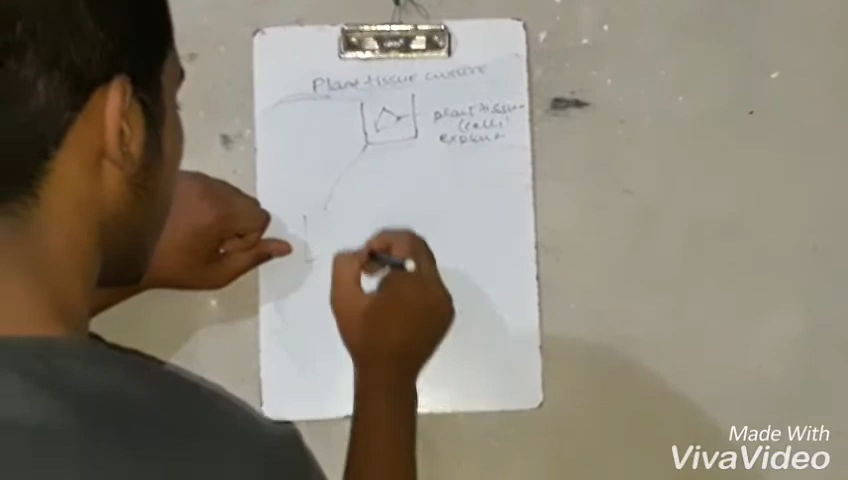 Plant tissue culture
plant tissue
(cells)
explant
Made With
VivaVideo